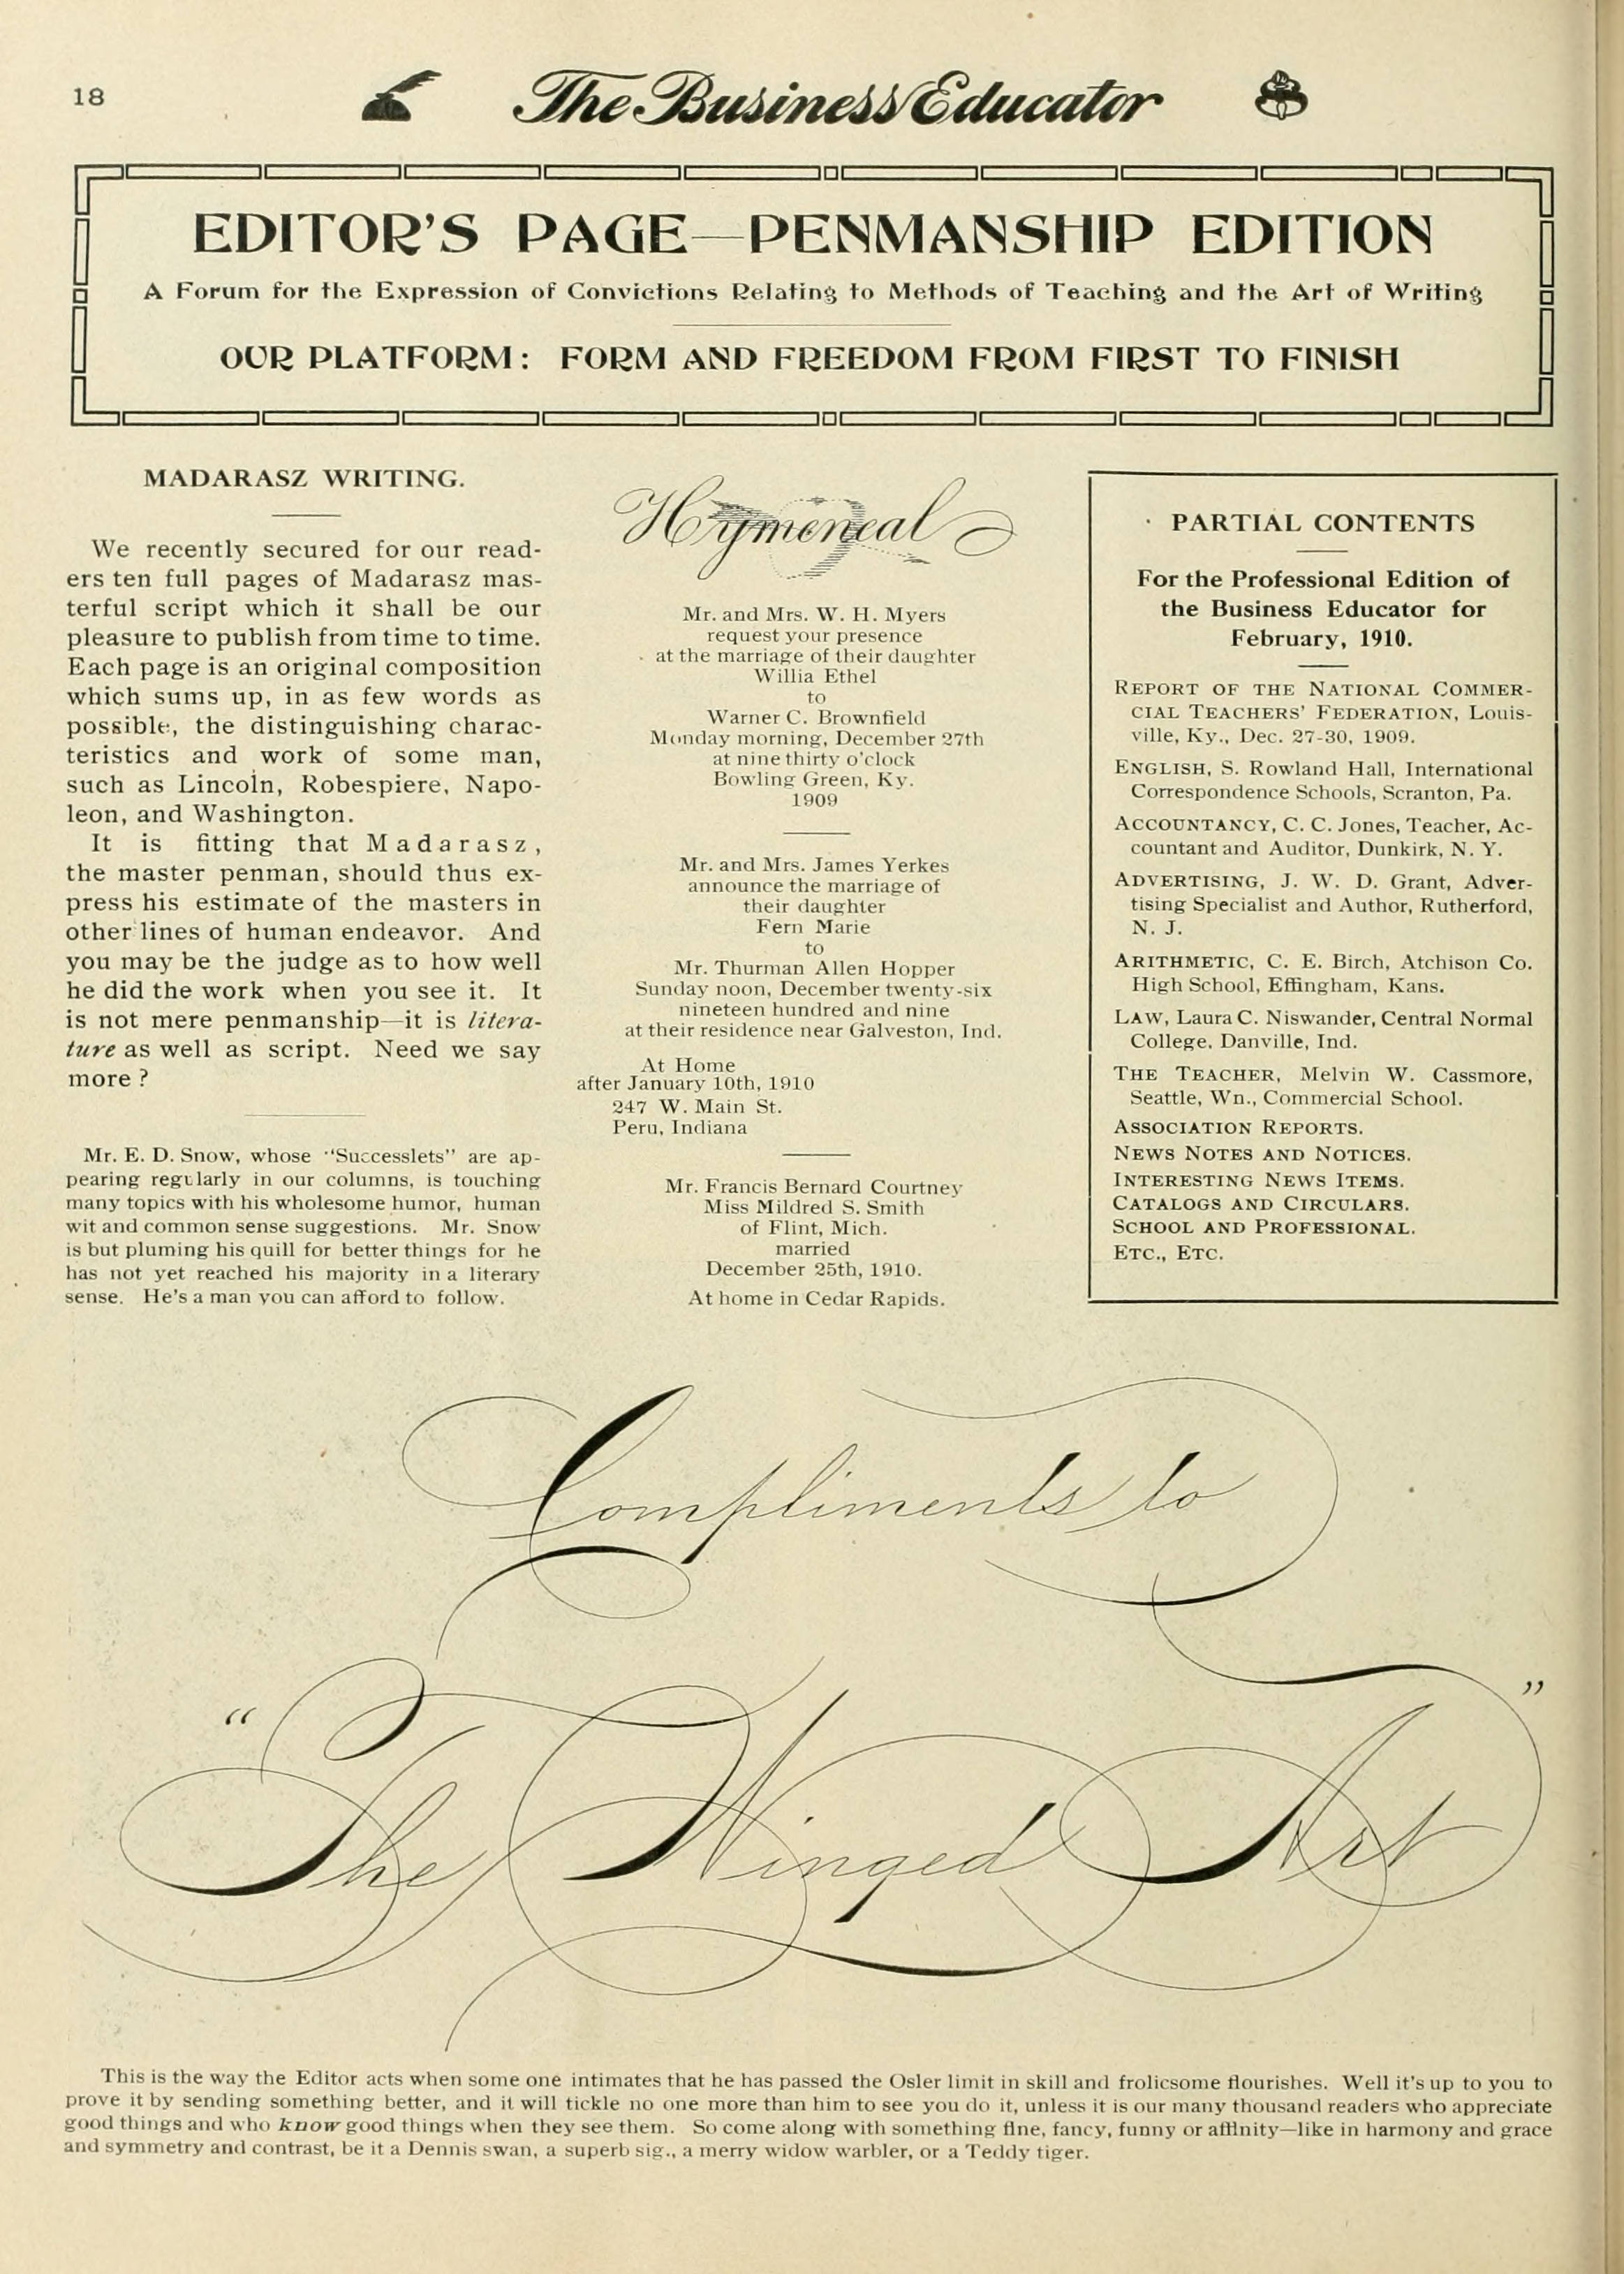 18
The Business Educator
EDITOR'S PAGE—PENMANSHIP EDITION
A Forum for the Expression of Convictions Relating to Methods of Teaching and the Art of Writing
OUR PLATFORM: FORM AND FREEDOM FROM FIRST TO FINISH
MADARASZ WRITING.
We recently secured for our read-
ers ten full pages of Madarasz mas-
terful script which it shall be our
pleasure to publish from time to time.
Each page is an original composition
which sums up, in as few words as
possible, the distinguishing charac-
teristics and work of some man,
such as Lincoln, Robespiere, Napo-
leon, and Washington.
It is fitting that Madarasz,
the master penman, should thus ex-
press his estimate of the masters in
other lines of human endeavor. And
you may be the judge as to how well
he did the work when you see it. It
is not mere penmanship—it is litera-
ture as well as script. Need we say
more?
Mr. E. D. Snow, whose "Successlets" are ap-
pearing regularly in our columns, is touching
many topics with his wholesome humor, human
wit and common sense suggestions. Mr. Snow
is but pluming his quill for better things for he
has not yet reached his majority in a literary
sense. He's a man you can afford to follow.
Hymeneal
Mr. and Mrs. W. H. Myers
request your presence
at the marriage of their daughter
Willia Ethel
to
Warner C. Brownfield
Monday morning, December 27th
at nine thirty o'clock
Bowling Green, Ky.
1909
Mr. and Mrs. James Yerkes
announce the marriage of
their daughter
Fern Marie
to
Mr. Thurman Allen Hopper
Sunday noon, December twenty-six
nineteen hundred and nine
at their residence near Galveston, Ind.
At Home
after January 10th, 1910
247 W. Main St.
Peru, Indiana
Mr. Francis Bernard Courtney
Miss Mildred S. Smith
of Flint, Mich.
married
December 25th, 1910.
At home in Cedar Rapids.
PARTIAL CONTENTS
For the Professional Edition of
the Business Educator for
February, 1910.
REPORT OF THE NATIONAL COMMER-
CIAL TEACHERS' FEDERATION, Louis-
ville, Ky., Dec. 27-30, 1909.
ENGLISH, S. Rowland Hall, International
Correspondence Schools, Scranton, Pa.
ACCOUNTANCY, C. C. Jones, Teacher, Ac-
countant and Auditor, Dunkirk, N. Y.
ADVERTISING, J. W. D. Grant, Adver-
tising Specialist and Author, Rutherford,
N. J.
ARITHMETIC, C. E. Birch, Atchison Co.
High School, Effingham, Kans.
LAW, Laura C. Niswander, Central Normal
College, Danville, Ind.
THE TEACHER, Melvin W. Cassmore,
Seattle, Wn., Commercial School.
ASSOCIATION REPORTS.
NEWS NOTES AND NOTICES.
INTERESTING NEWS ITEMS.
CATALOGS AND CIRCULARS.
SCHOOL AND PROFESSIONAL.
ETC., ETC.
Compliments to
"The Winged Art"
This is the way the Editor acts when some one intimates that he has passed the Osler limit in skill and frolicsome flourishes. Well it's up to you to
prove it by sending something better, and it will tickle no one more than him to see you do it, unless it is our many thousand readers who appreciate
good things and who know good things when they see them. So come along with something fine, fancy, funny or affinity—like in harmony and grace
and symmetry and contrast, be it a Dennis swan, a superb sig., a merry widow warbler, or a Teddy tiger.